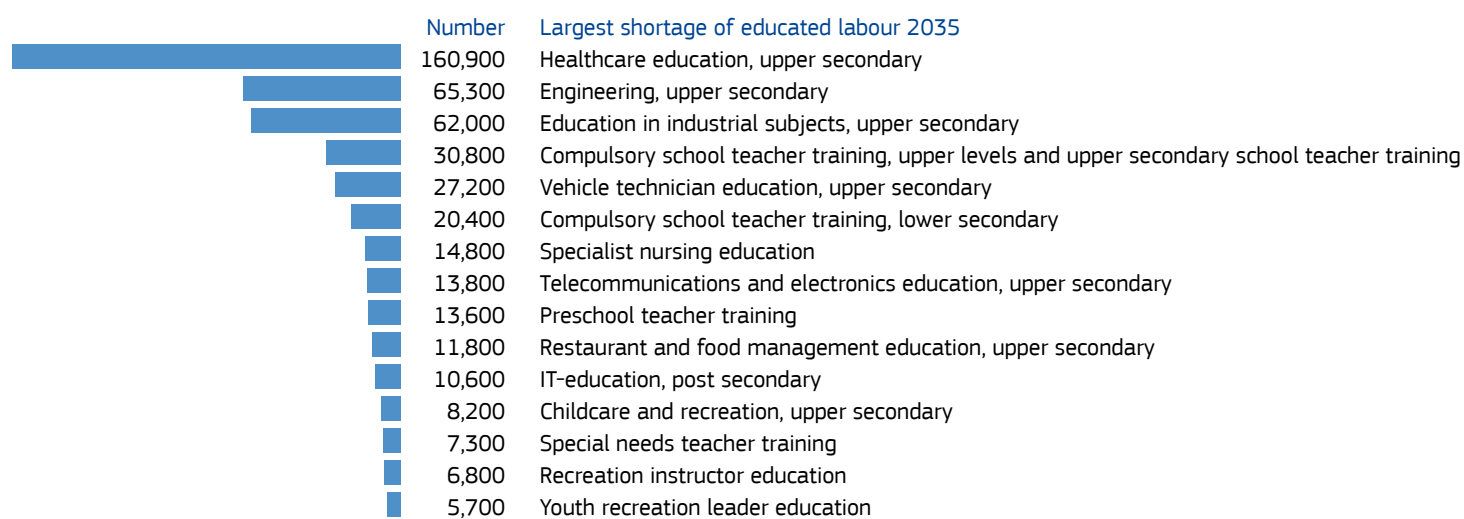 Number Largest shortage of educated labour 2035
160,900 Healthcare education, upper secondary
65,300 Engineering, upper secondary
62,000 Education in industrial subjects, upper secondary
30,800 Compulsory school teacher training, upper levels and upper secondary school teacher training
27,200 Vehicle technician education, upper secondary
20,400 Compulsory school teacher training, lower secondary
14,800 Specialist nursing education
13,800 Telecommunications and electronics education, upper secondary
13,600 Preschool teacher training
11,800 Restaurant and food management education, upper secondary
10,600 IT-education, post secondary
8,200 Childcare and recreation, upper secondary
7,300 Special needs teacher training
6,800 Recreation instructor education
5,700 Youth recreation leader education